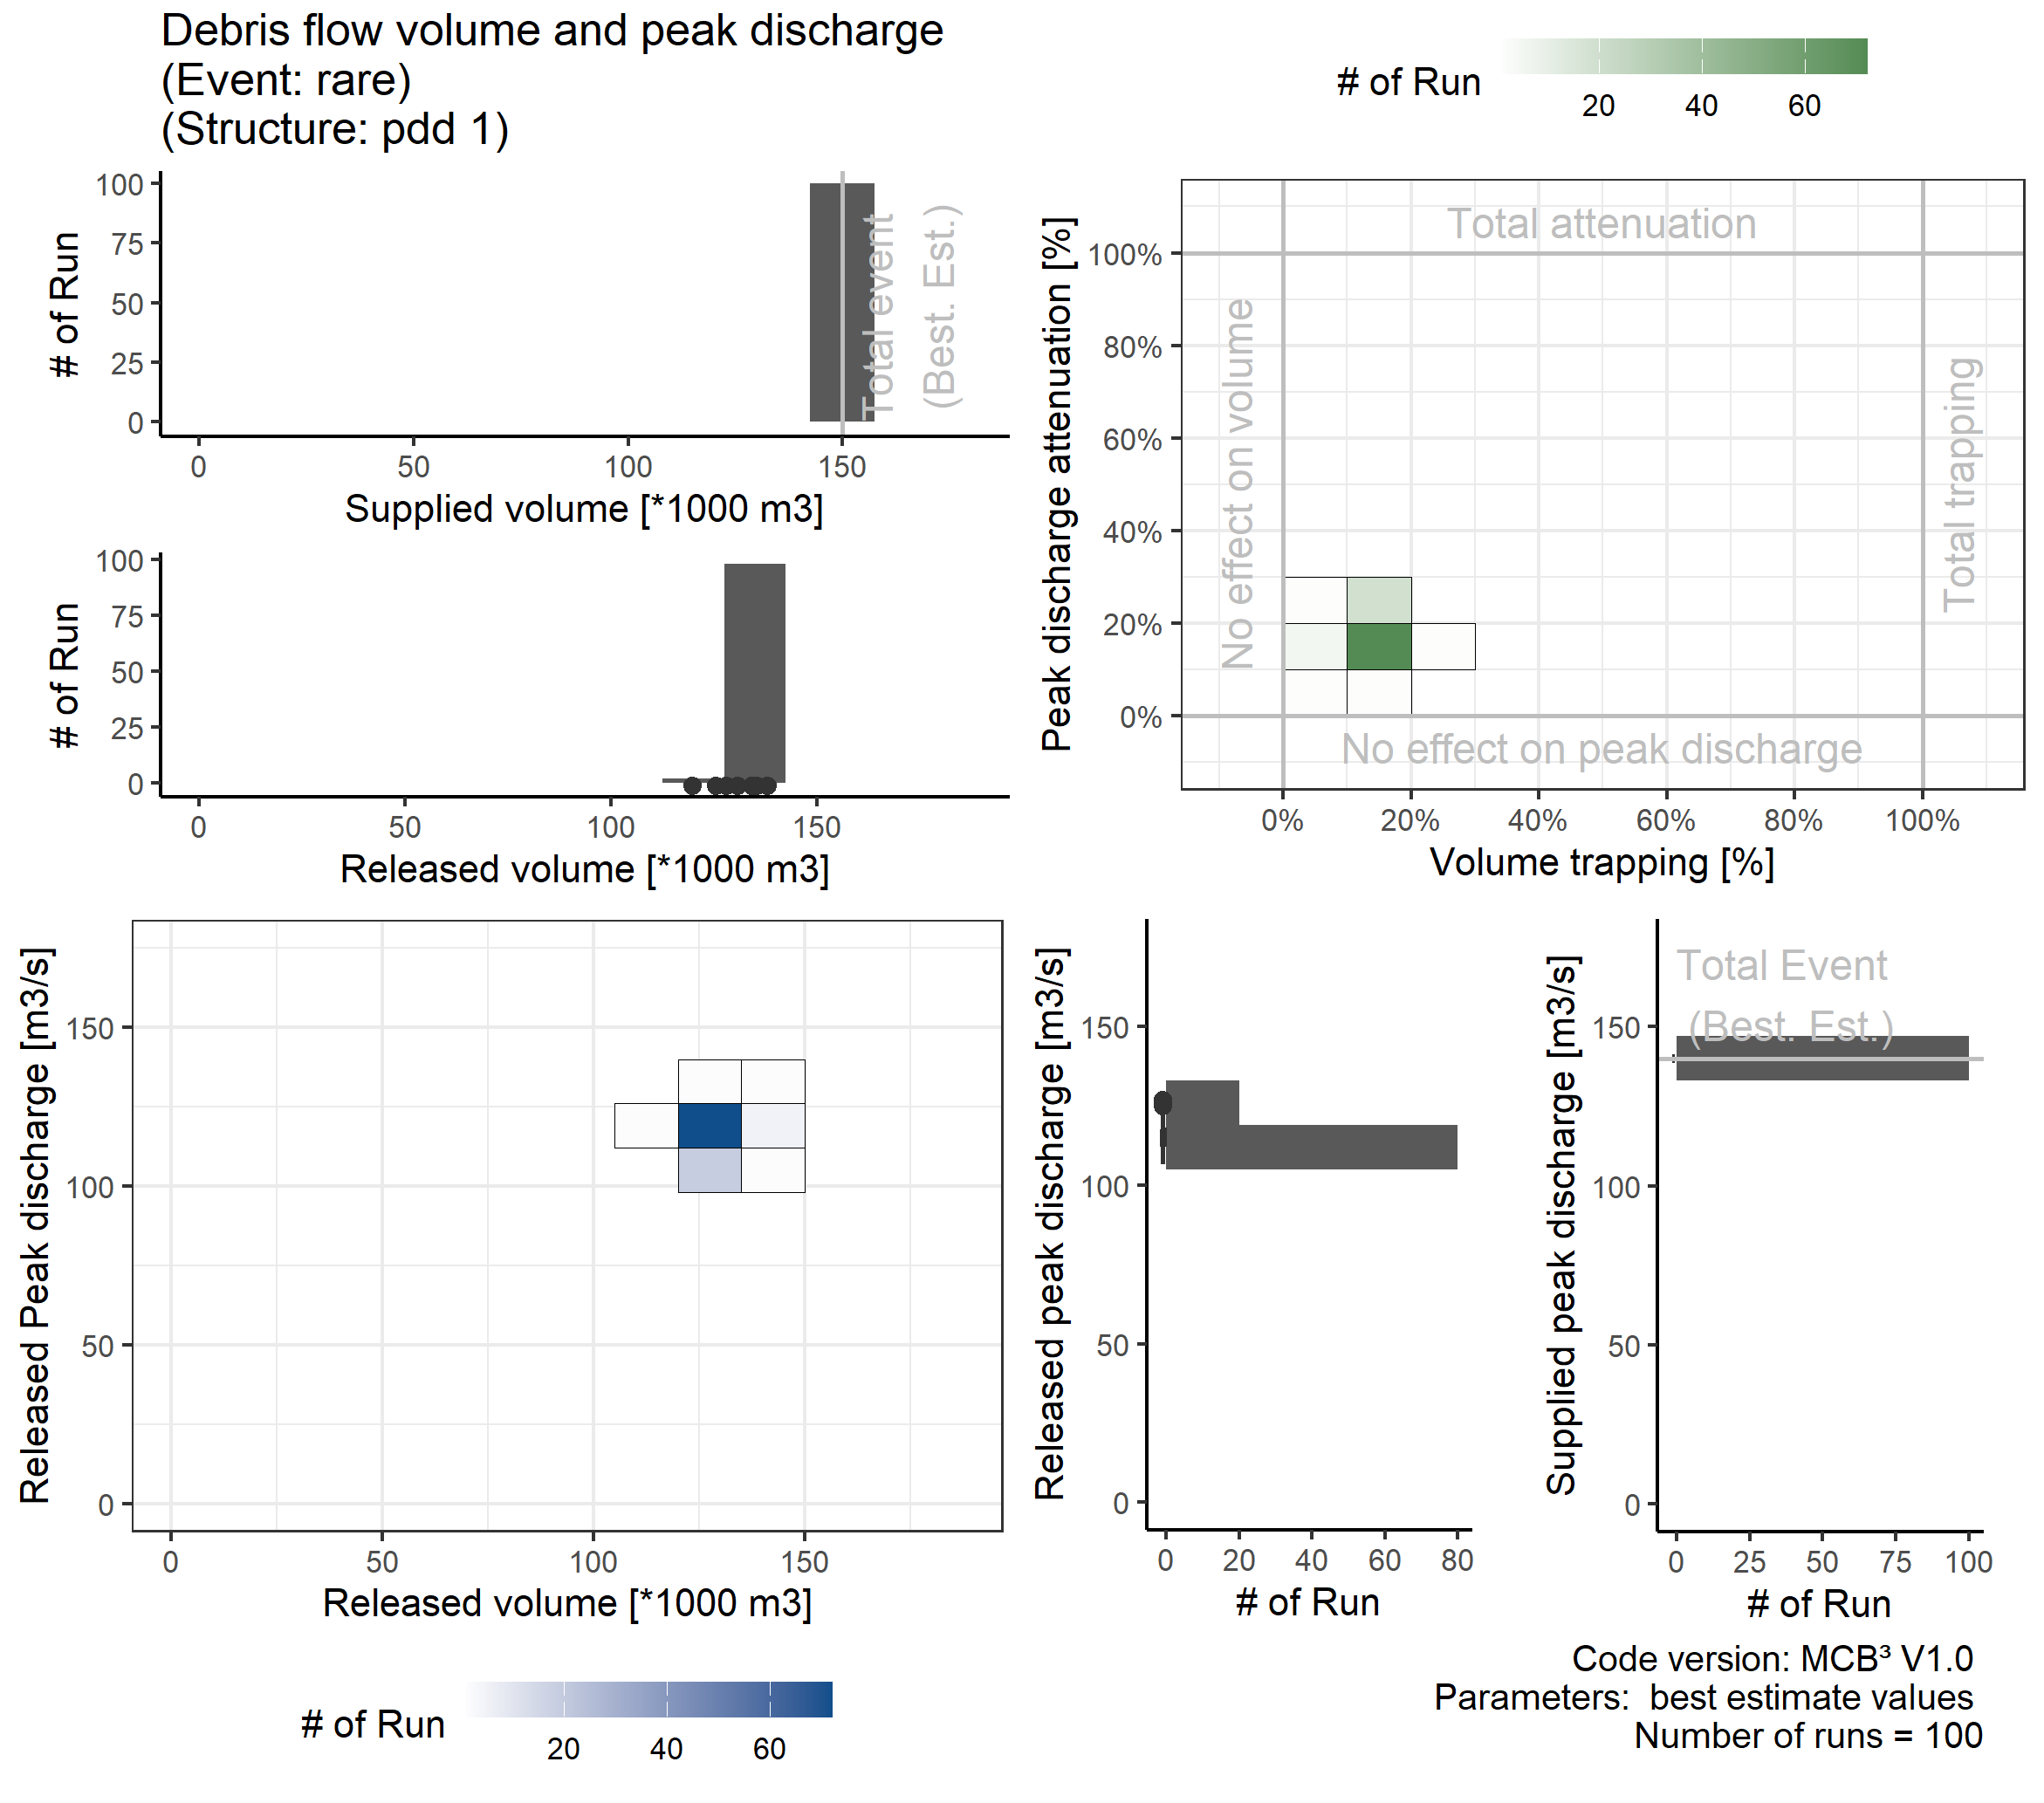 Debris flow volume and peak discharge
(Event: rare)
(Structure: pdd 1)
# of Run
20 40 60
100
75
50
25
0
# of Run
Total event
(Best. Est.)
0 50 100 150
Supplied volume [*1000 m3]
100
75
50
25
0
# of Run
0 50 100 150
Released volume [*1000 m3]
Peak discharge attenuation [%]
100%
80%
60%
40%
20%
0%
Total attenuation
No effect on volume
Total trapping
No effect on peak discharge
0% 20% 40% 60% 80% 100%
Volume trapping [%]
Released Peak discharge [m3/s]
150
100
50
0
0 50 100 150
Released volume [*1000 m3]
# of Run
20 40 60
Released peak discharge [m3/s]
150
100
50
0
0 20 40 60 80
# of Run
Supplied peak discharge [m3/s]
150
100
50
0
Total Event
(Best. Est.)
0 25 50 75 100
# of Run
Code version: MCB³ V1.0
Parameters:  best estimate values
Number of runs = 100